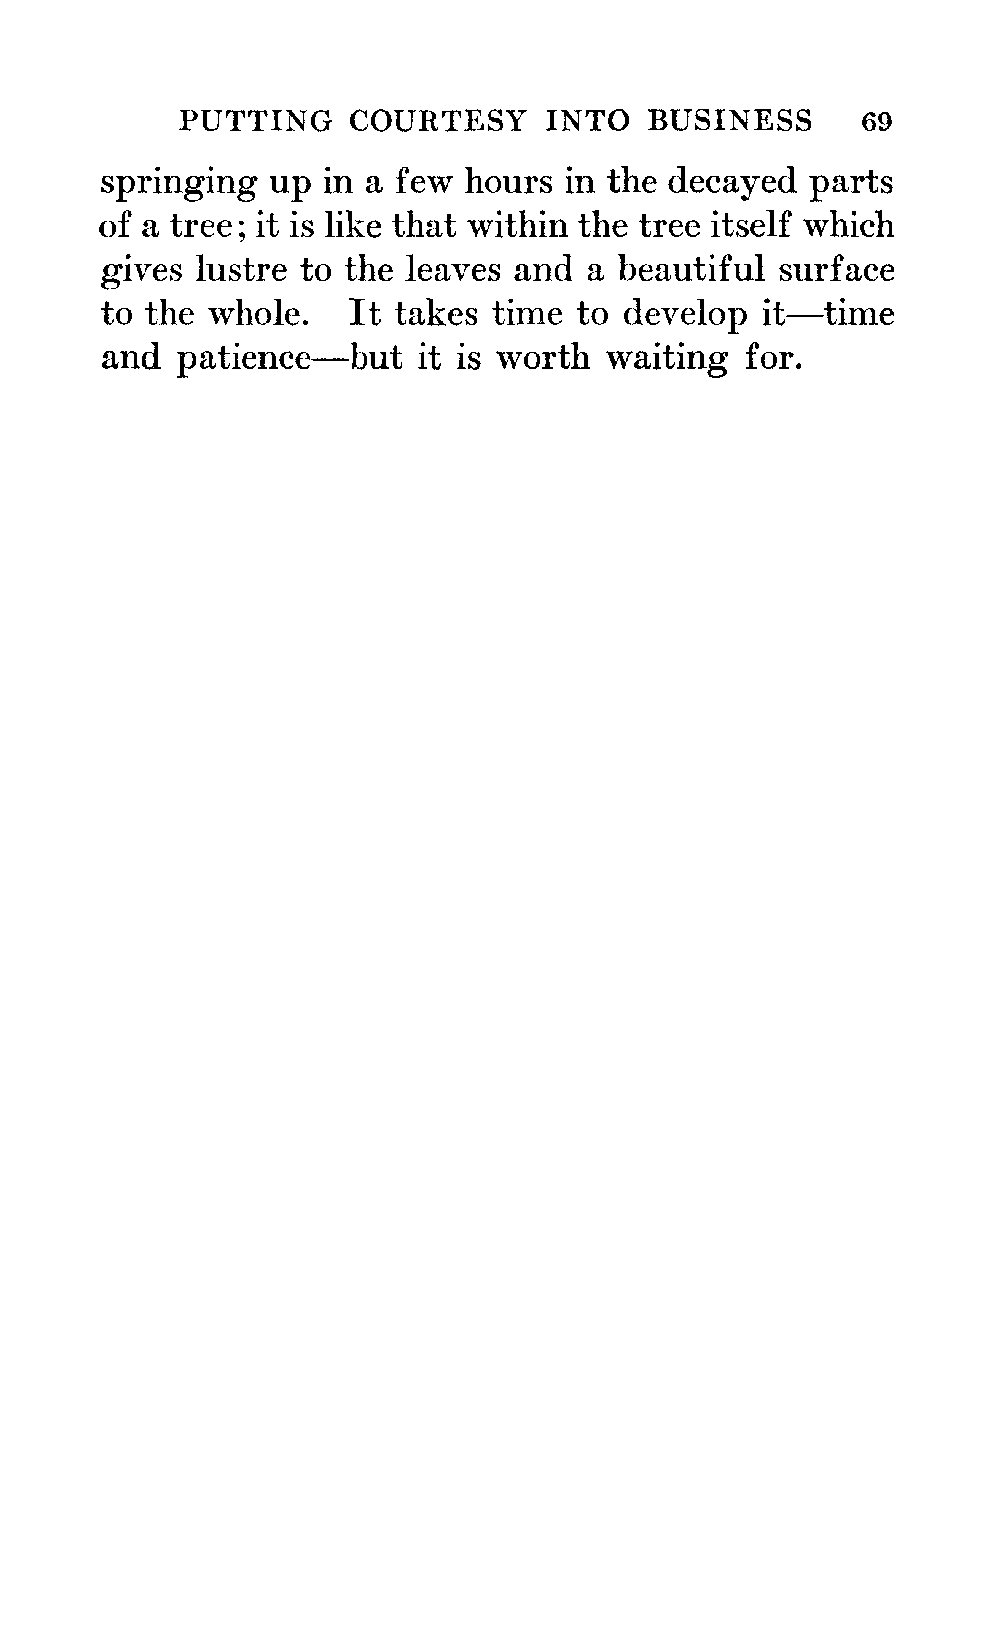 PUTTING COURTESY INTO BUSINESS 69
springing up in a few hours in the decayed parts
of a tree; it is like that within the tree itself which
gives lustre to the leaves and a beautiful surface
to the whole. It takes time to develop it—time
and patience—but it is worth waiting for.